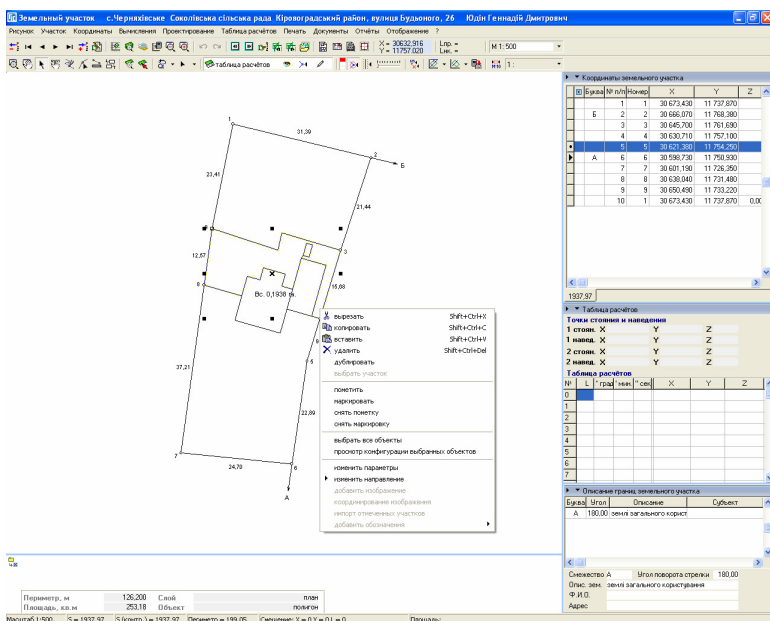 Земельный участок с.Черняхівське Соколівська сільська рада Кіровоградський район, вулиця Будьоного, 26 Юдін Геннадій Дмитрович
Рисунок Участок Координаты Вычисления Проектирование Таблица расчётов Печать Документы Отчёты Отображение ?
X = 30632,916
Y = 11757.020
Lпр. =
Lнк. =
М 1:500
таблица расчётов
1 :
1
31,39
2
Б
23,41
21,44
9
3
12,57
15,68
8
Вс. 0,1938 га.
9
5
37,21
22,89
7
24,70
6
А
вырезать Shift+Ctrl+X
копировать Shift+Ctrl+C
вставить Shift+Ctrl+V
удалить Shift+Ctrl+Del
дублировать
выбрать участок
пометить
маркировать
снять пометку
снять маркировку
выбрать все объекты
просмотр конфигурации выбранных объектов
изменить параметры
изменить направление
добавить изображение
координирование изображения
импорт отмеченных участков
добавить обозначения
Координаты земельного участка
Буква № п/п Номер X Y Z
1 1 30 673,430 11 737,870
Б 2 2 30 666,070 11 768,380
3 3 30 645,700 11 761,690
4 4 30 630,710 11 757,100
5 5 30 621,380 11 754,250
А 6 6 30 598,730 11 750,930
7 7 30 601,190 11 726,350
8 8 30 638,040 11 731,480
9 9 30 650,490 11 733,220
10 1 30 673,430 11 737,870 0,00
1937,97
Таблица расчётов
Точки стояния и наведения
1 стоян. X Y Z
1 навед. X Y Z
2 стоян. X Y Z
2 навед. X Y Z
Таблица расчётов
№ L ° град ' мин. " сек. X Y Z
0
1
2
3
4
5
6
7
Описание границ земельного участка
Буква Угол Описание Субъект
А 180,00 землі загального корист
Смежество А Угол поворота стрелки 180,00
Опис. зем. землі загального користування
Ф.И.О.
Адрес
Периметр, м 126,200 Слой план
Площадь, кв.м 253,18 Объект полигон
Масштаб 1:500 S = 1937,97 S (контр.) = 1937,97 Периметр = 199,05 Смещение: X = 0 Y = 0 L = 0 Площадь: